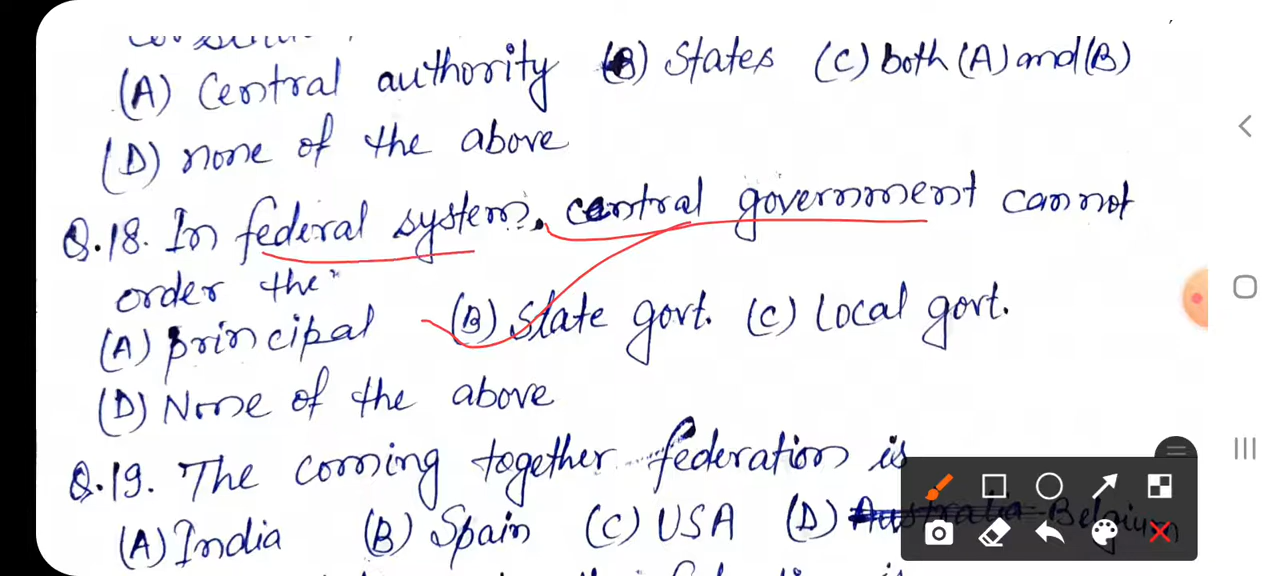 (A) Central authority (B) States (C) both (A) and (B)
(D) none of the above
Q.18. In federal system, central government cannot
order the
(A) principal (B) State govt. (C) Local govt.
(D) None of the above
Q.19. The coming together federation is
(A) India (B) Spain (C) USA (D) Belgium